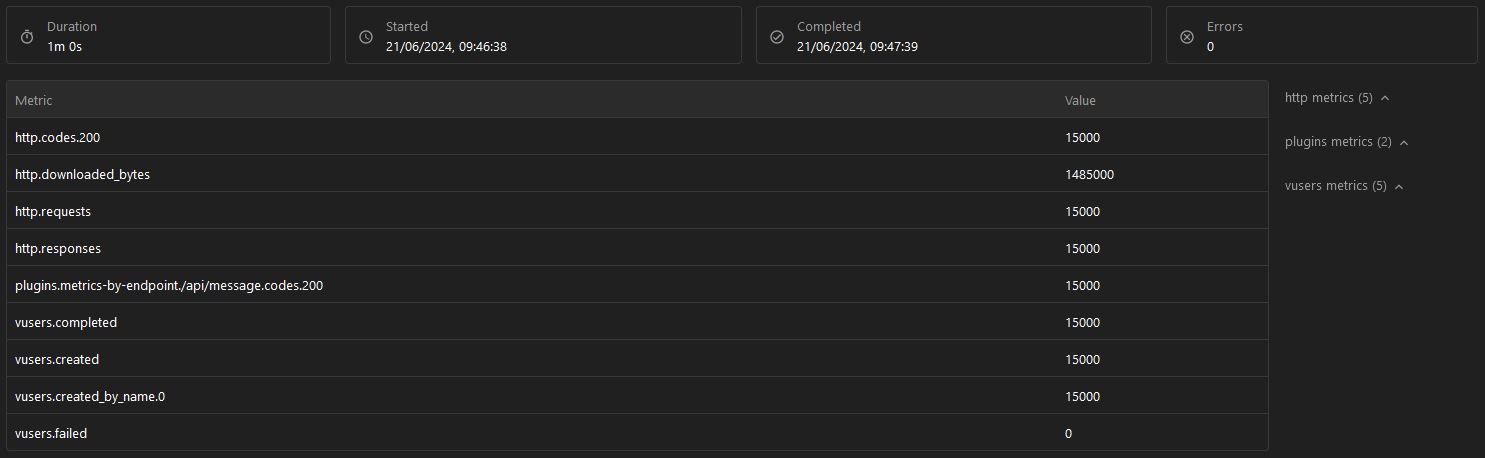 Duration
1m 0s
Started
21/06/2024, 09:46:38
Completed
21/06/2024, 09:47:39
Errors
0
Metric Value
http.codes.200 15000
http.downloaded_bytes 1485000
http.requests 15000
http.responses 15000
plugins.metrics-by-endpoint./api/message.codes.200 15000
vusers.completed 15000
vusers.created 15000
vusers.created_by_name.0 15000
vusers.failed 0
http metrics (5)
plugins metrics (2)
vusers metrics (5)